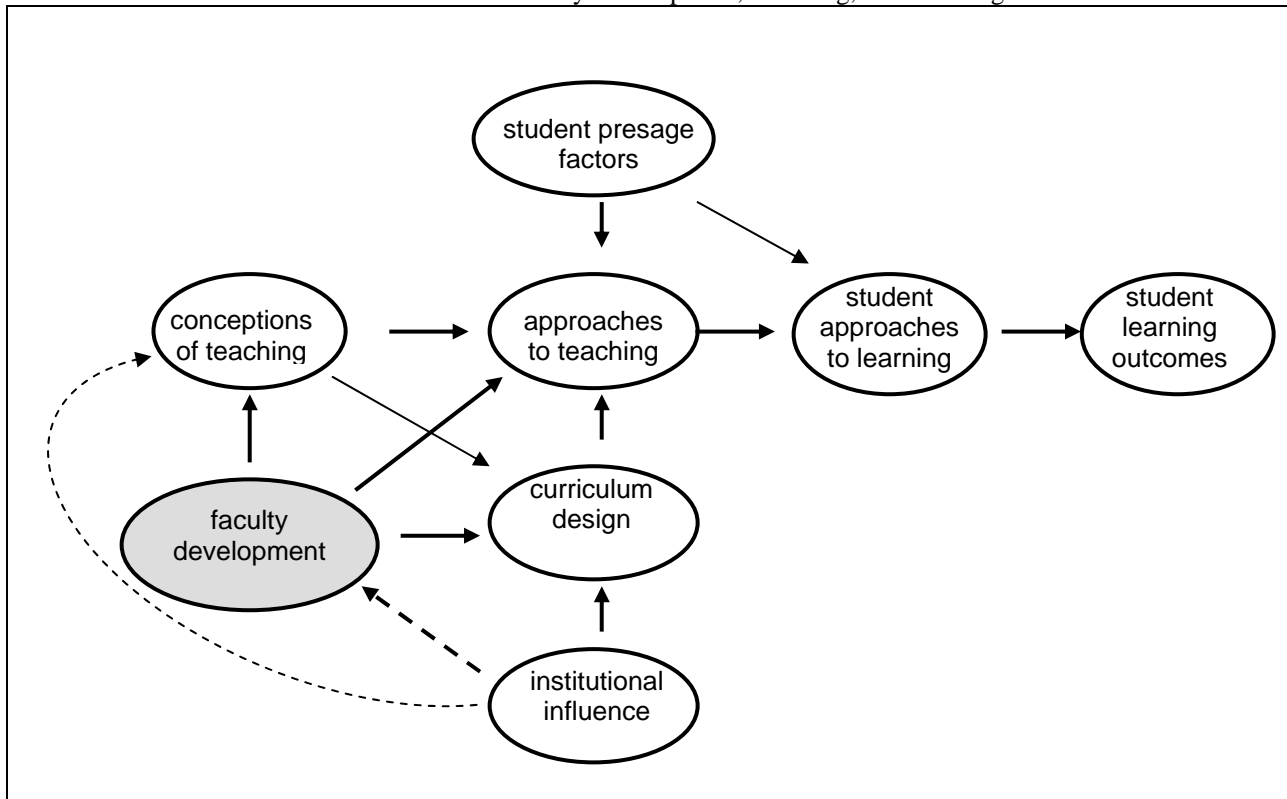 student presage
factors
conceptions
of teaching
approaches
to teaching
student
approaches
to learning
student
learning
outcomes
faculty
development
curriculum
design
institutional
influence